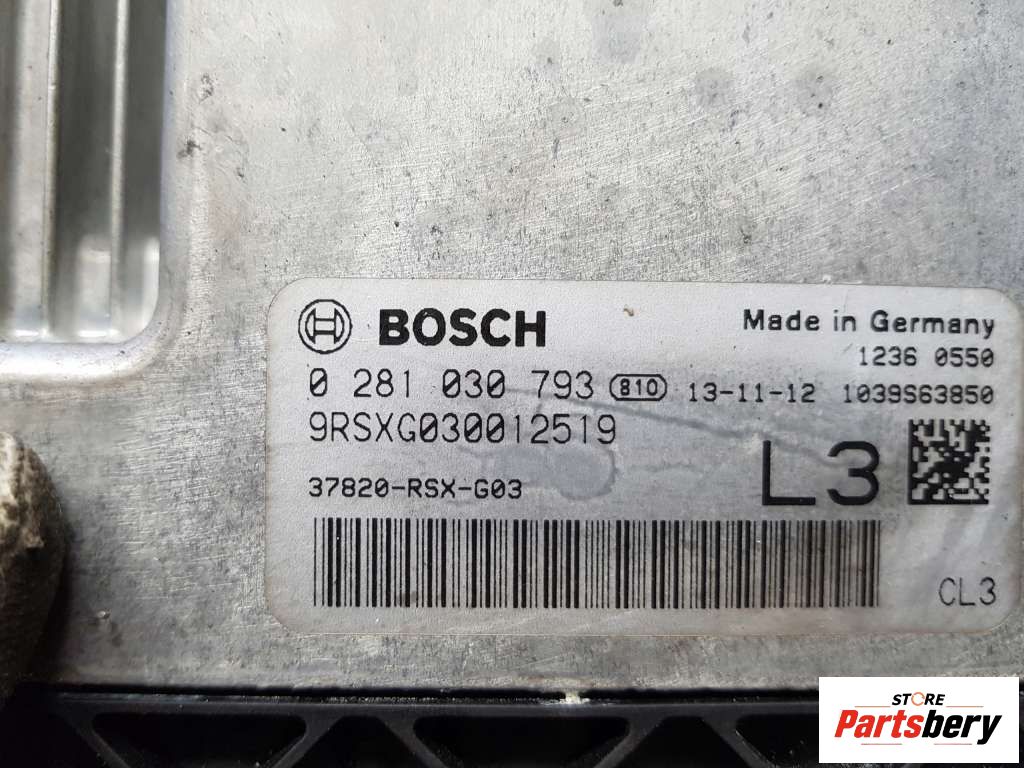 BOSCH
Made in Germany
1236 0550
0 281 030 793 810 13-11-12 1039S63850
9RSXG030012519
L3
37820-RSX-G03
CL3
STORE
Partsbery